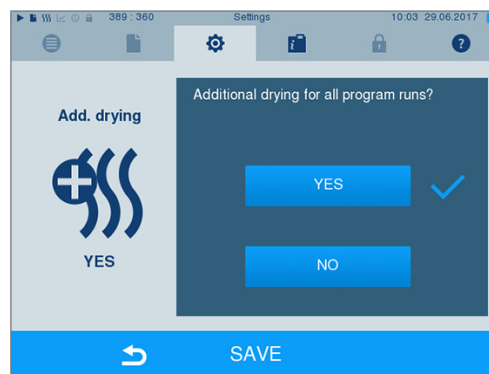 389 : 360 Settings 10:03 29.06.2017
Add. drying
YES
Additional drying for all program runs?
YES
NO
SAVE